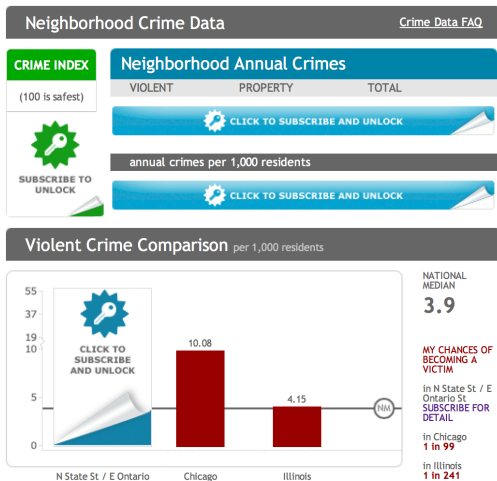 Neighborhood Crime Data
Crime Data FAQ
CRIME INDEX
(100 is safest)
SUBSCRIBE TO
UNLOCK
Neighborhood Annual Crimes
VIOLENT PROPERTY TOTAL
CLICK TO SUBSCRIBE AND UNLOCK
annual crimes per 1,000 residents
CLICK TO SUBSCRIBE AND UNLOCK
Violent Crime Comparison per 1,000 residents
55
37
19
10
5
0
CLICK TO
SUBSCRIBE
AND UNLOCK
10.08
4.15
NM
N State St / E Ontario
Chicago
Illinois
NATIONAL
MEDIAN
3.9
MY CHANCES OF
BECOMING A
VICTIM
in N State St / E
Ontario St
SUBSCRIBE FOR
DETAIL
in Chicago
1 in 99
in Illinois
1 in 241